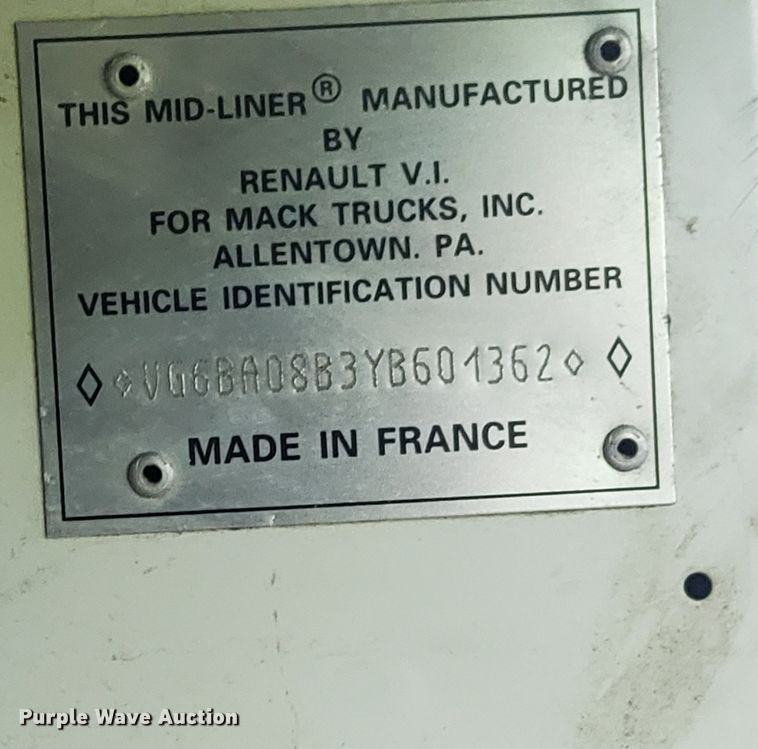 THIS MID-LINER® MANUFACTURED
BY
RENAULT V.I.
FOR MACK TRUCKS, INC.
ALLENTOWN. PA.
VEHICLE IDENTIFICATION NUMBER
VG6BA08B3YB601362
MADE IN FRANCE
Purple Wave Auction